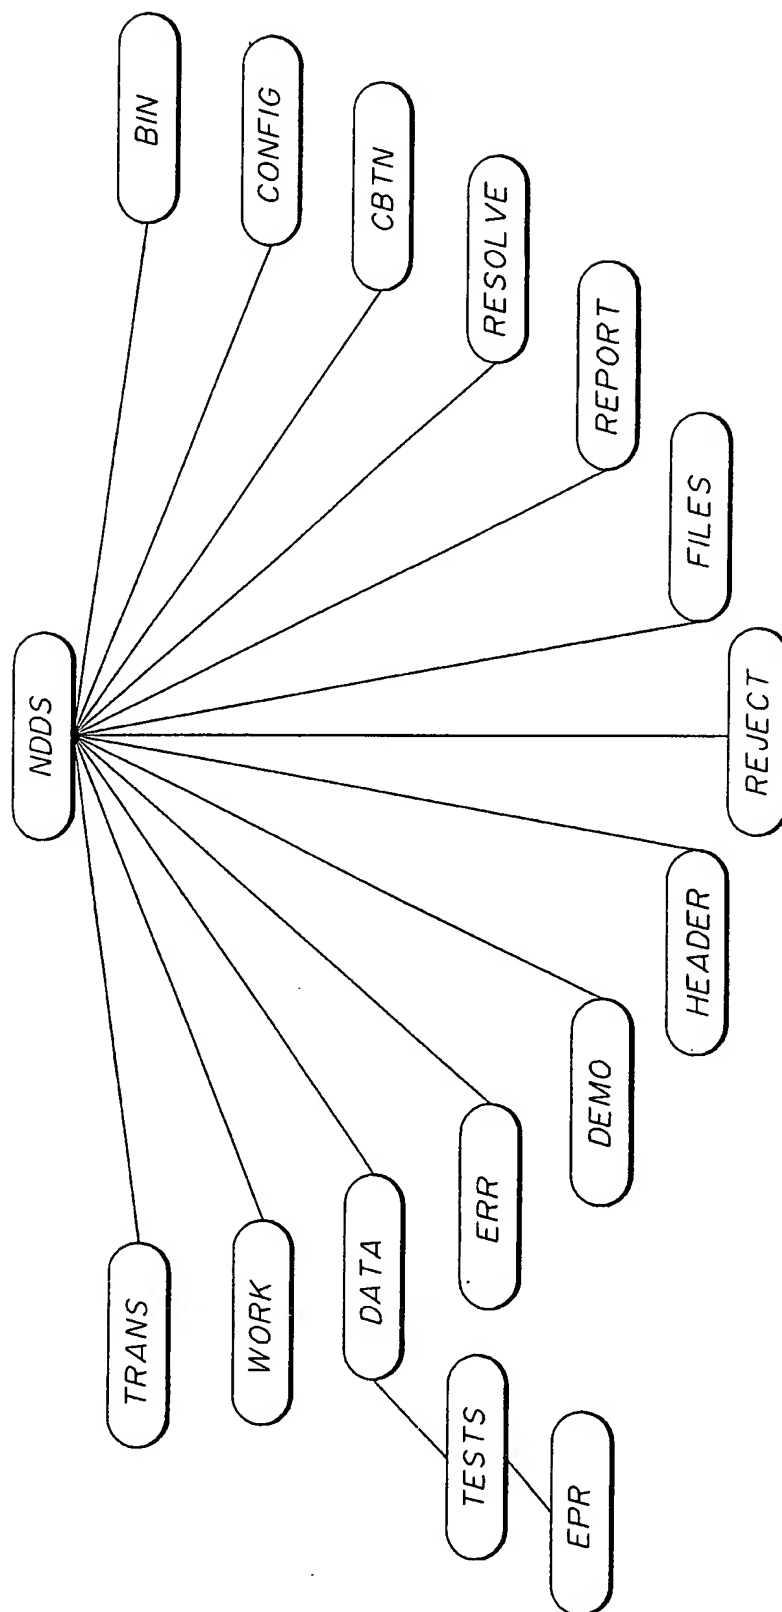 NDDS
TRANS
WORK
DATA
TESTS
EPR
ERR
DEMO
HEADER
REJECT
FILES
REPORT
RESOLVE
CBTN
CONFIG
BIN